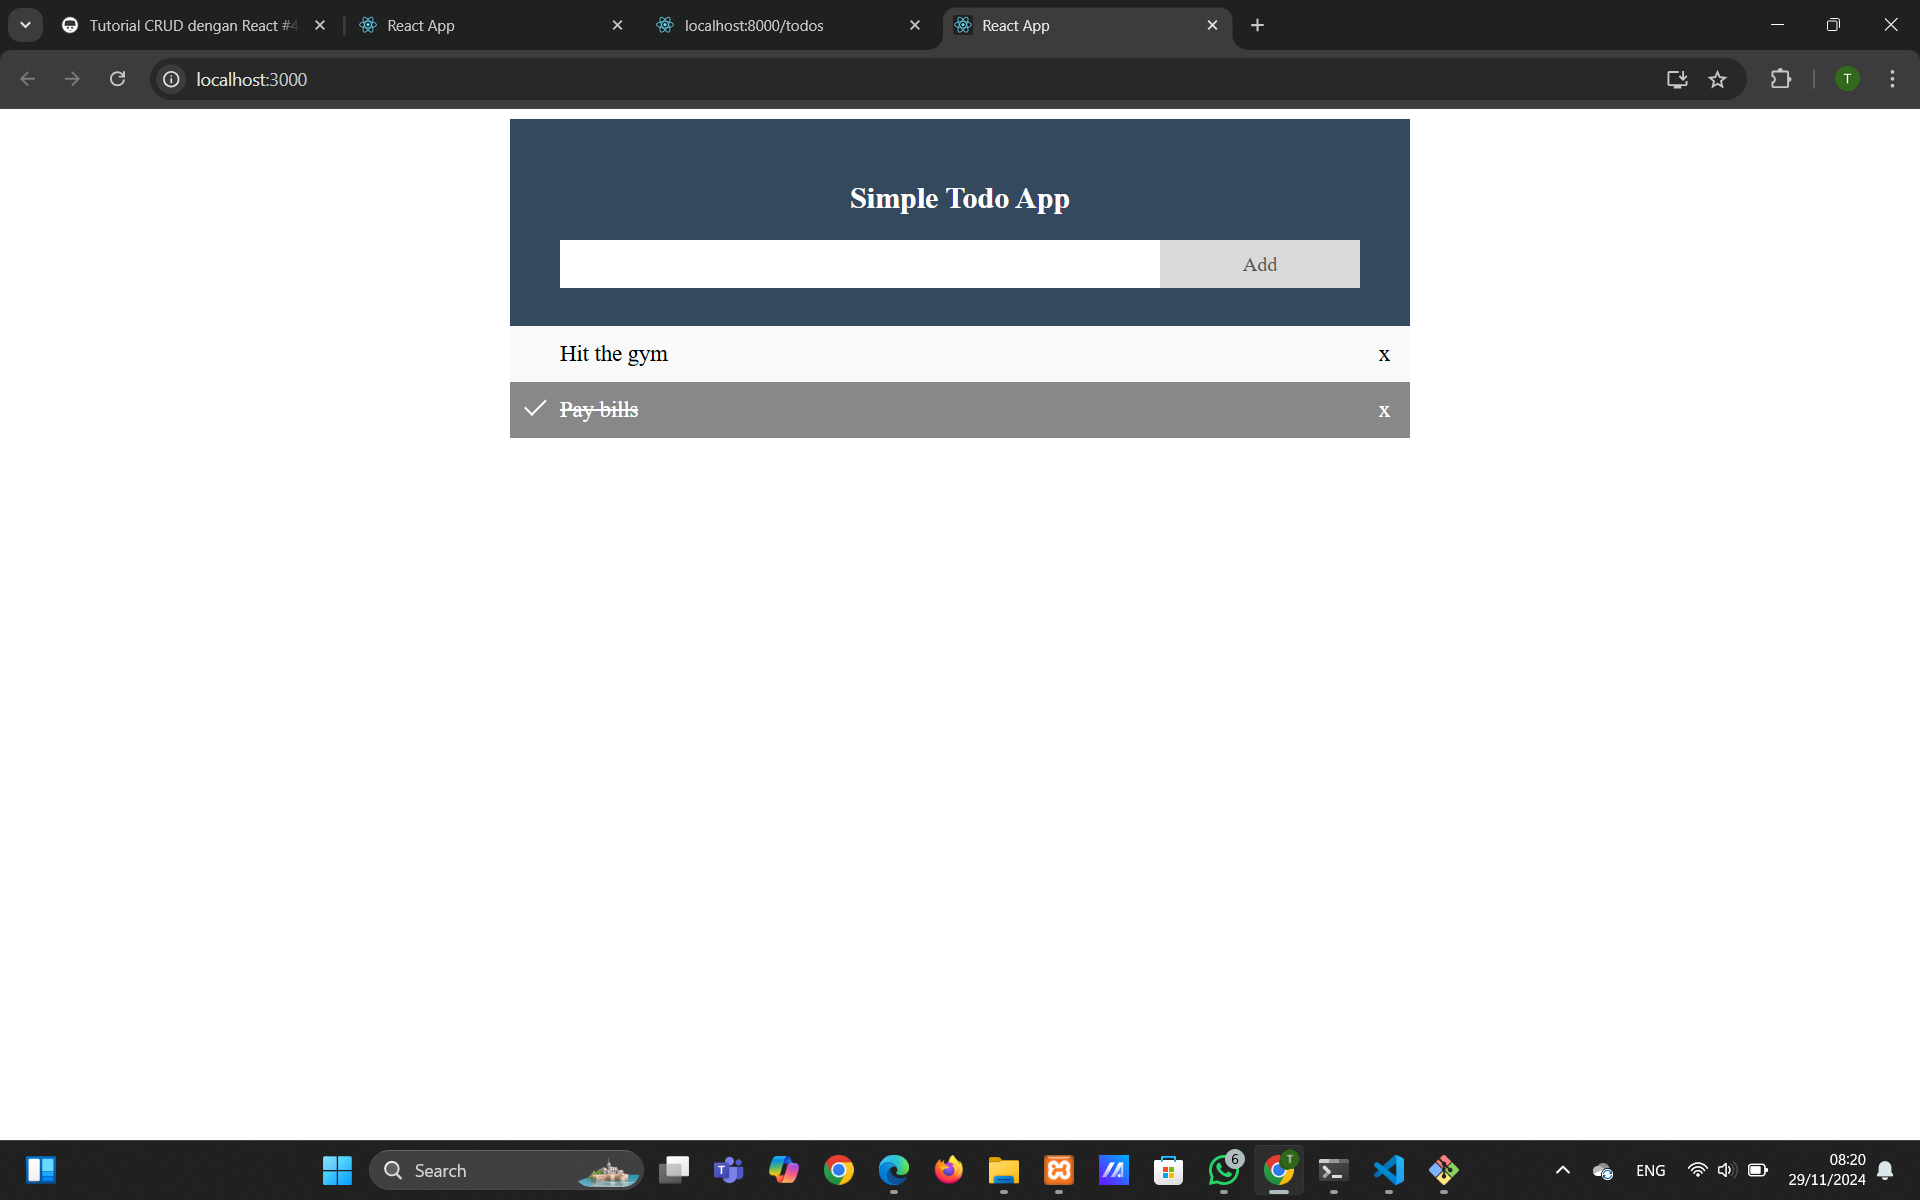 Tutorial CRUD dengan React #4
React App
localhost:8000/todos
React App
localhost:3000
T
Simple Todo App
Add
Hit the gym
x
Pay bills
x
Search
6
T
ENG
08:20
29/11/2024